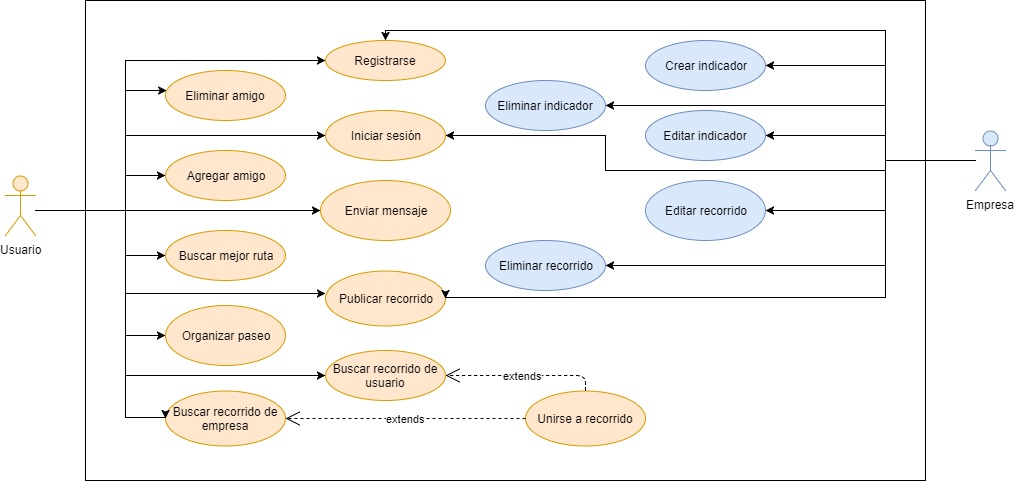 Registrarse
Crear indicador
Eliminar amigo
Eliminar indicador
Iniciar sesión
Editar indicador
Agregar amigo
Empresa
Enviar mensaje
Editar recorrido
Usuario
Buscar mejor ruta
Eliminar recorrido
Publicar recorrido
Organizar paseo
Buscar recorrido de
usuario
extends
Buscar recorrido de
empresa
extends
Unirse a recorrido